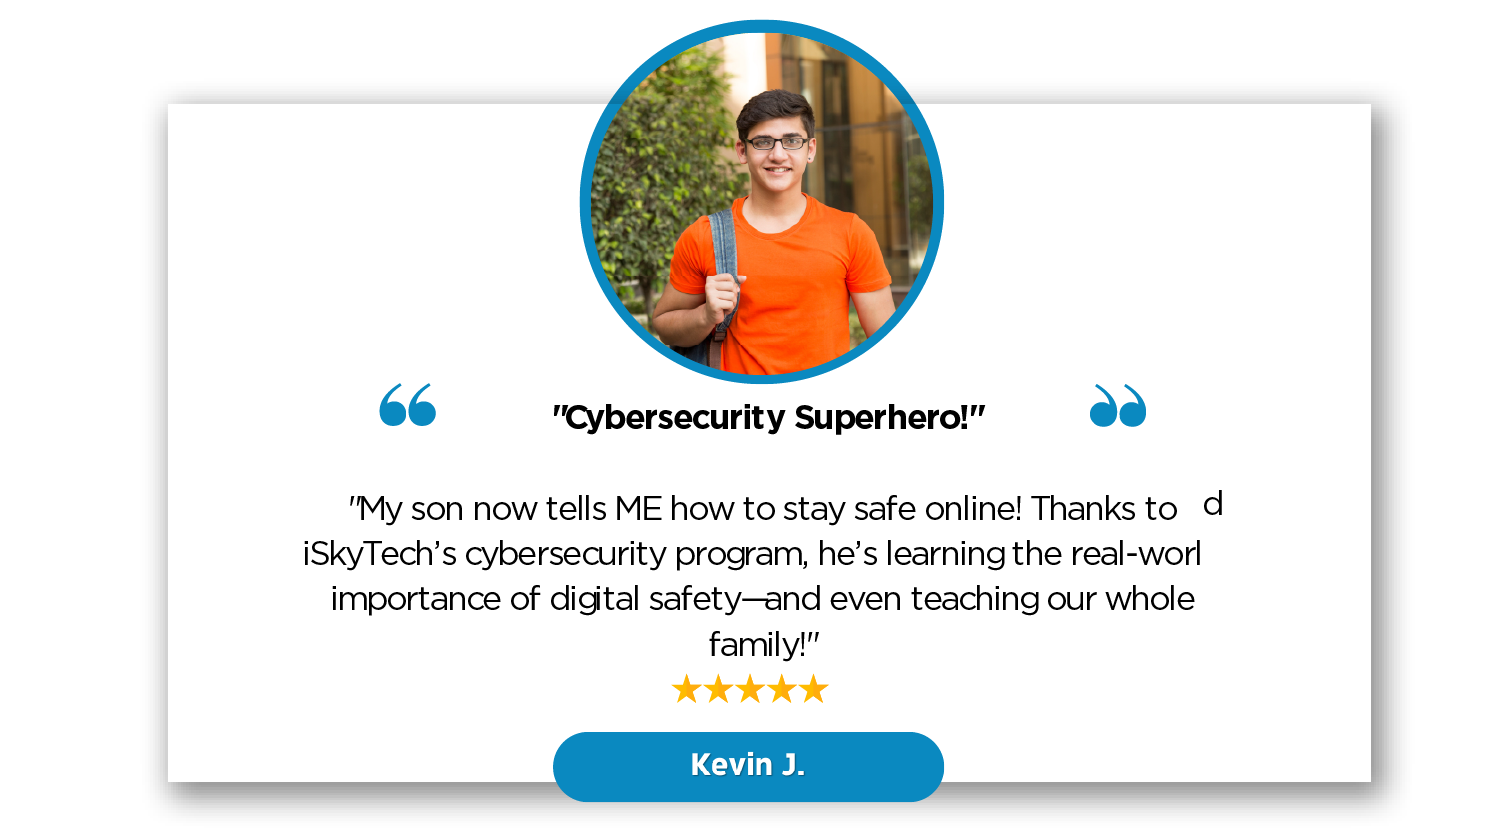 "Cybersecurity Superhero!"
"My son now tells ME how to stay safe online! Thanks to
iSkyTech’s cybersecurity program, he’s learning the real-world
importance of digital safety—and even teaching our whole
family!"
Kevin J.